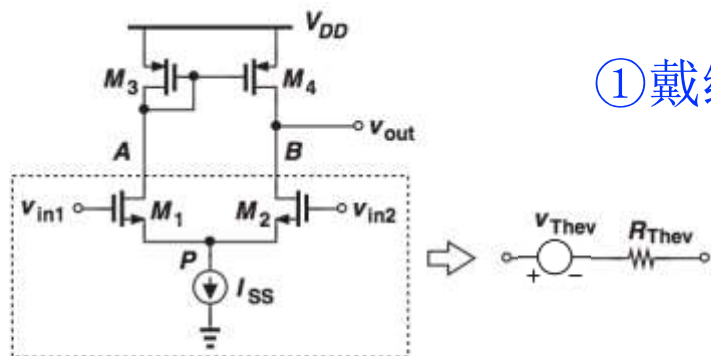 V_DD
M_3
M_4
①戴
v_out
A
B
v_in1
M_1
M_2
v_in2
P
I_SS
v_Thev
R_Thev
+
−